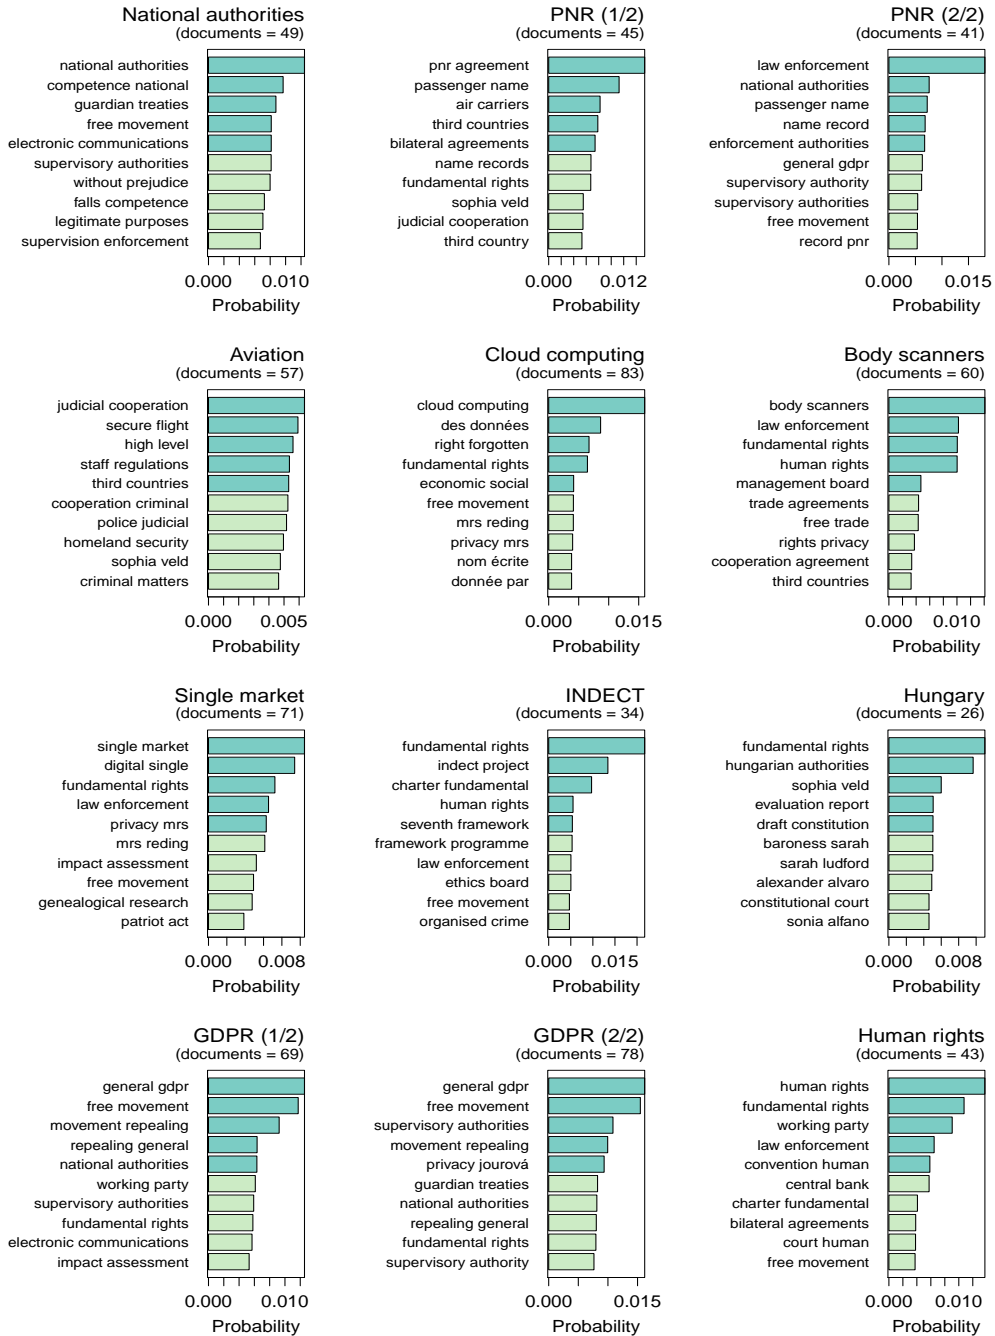 National authorities
(documents = 49)
national authorities
competence national
guardian treaties
free movement
electronic communications
supervisory authorities
without prejudice
falls competence
legitimate purposes
supervision enforcement
0.000 0.010
Probability
PNR (1/2)
(documents = 45)
pnr agreement
passenger name
air carriers
third countries
bilateral agreements
name records
fundamental rights
sophia veld
judicial cooperation
third country
0.000 0.012
Probability
PNR (2/2)
(documents = 41)
law enforcement
national authorities
passenger name
name record
enforcement authorities
general gdpr
supervisory authority
supervisory authorities
free movement
record pnr
0.000 0.015
Probability
Aviation
(documents = 57)
judicial cooperation
secure flight
high level
staff regulations
third countries
cooperation criminal
police judicial
homeland security
sophia veld
criminal matters
0.000 0.005
Probability
Cloud computing
(documents = 83)
cloud computing
des données
right forgotten
fundamental rights
economic social
free movement
mrs reding
privacy mrs
nom écrite
donnée par
0.000 0.015
Probability
Body scanners
(documents = 60)
body scanners
law enforcement
fundamental rights
human rights
management board
trade agreements
free trade
rights privacy
cooperation agreement
third countries
0.000 0.010
Probability
Single market
(documents = 71)
single market
digital single
fundamental rights
law enforcement
privacy mrs
mrs reding
impact assessment
free movement
genealogical research
patriot act
0.000 0.008
Probability
INDECT
(documents = 34)
fundamental rights
indect project
charter fundamental
human rights
seventh framework
framework programme
law enforcement
ethics board
free movement
organised crime
0.000 0.015
Probability
Hungary
(documents = 26)
fundamental rights
hungarian authorities
sophia veld
evaluation report
draft constitution
baroness sarah
sarah ludford
alexander alvaro
constitutional court
sonia alfano
0.000 0.008
Probability
GDPR (1/2)
(documents = 69)
general gdpr
free movement
movement repealing
repealing general
national authorities
working party
supervisory authorities
fundamental rights
electronic communications
impact assessment
0.000 0.010
Probability
GDPR (2/2)
(documents = 78)
general gdpr
free movement
supervisory authorities
movement repealing
privacy jourová
guardian treaties
national authorities
repealing general
fundamental rights
supervisory authority
0.000 0.015
Probability
Human rights
(documents = 43)
human rights
fundamental rights
working party
law enforcement
convention human
central bank
charter fundamental
bilateral agreements
court human
free movement
0.000 0.010
Probability